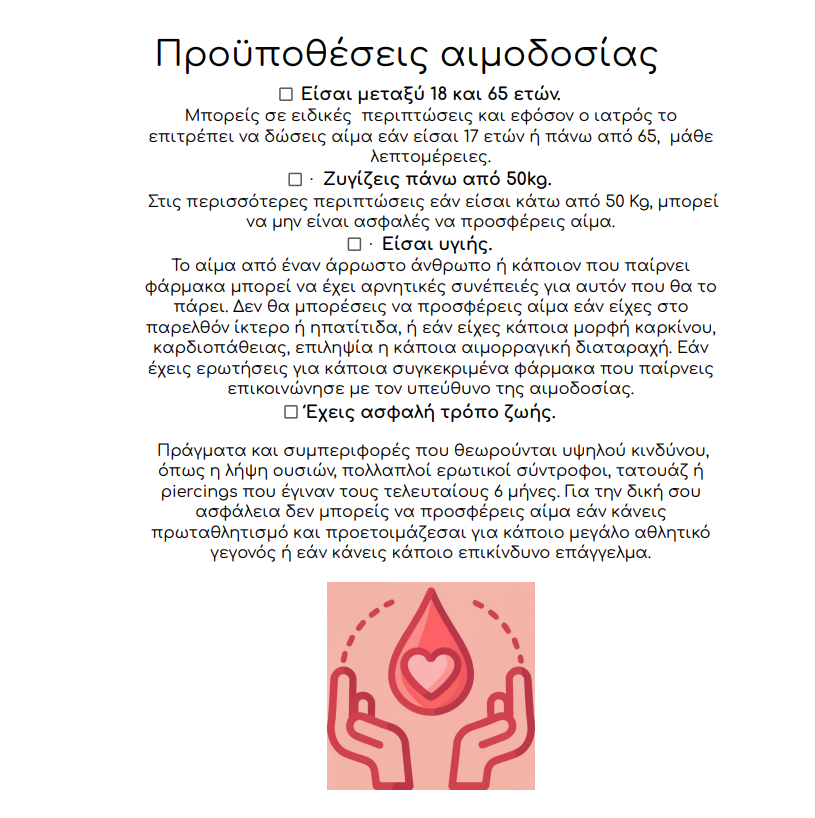 Προϋποθέσεις αιμοδοσίας
☐ Είσαι μεταξύ 18 και 65 ετών.
Μπορείς σε ειδικές περιπτώσεις και εφόσον ο ιατρός το
επιτρέπει να δώσεις αίμα εάν είσαι 17 ετών ή πάνω από 65, μάθε
λεπτομέρειες.
☐ · Ζυγίζεις πάνω από 50kg.
Στις περισσότερες περιπτώσεις εάν είσαι κάτω από 50 Kg, μπορεί
να μην είναι ασφαλές να προσφέρεις αίμα.
☐ · Είσαι υγιής.
Το αίμα από έναν άρρωστο άνθρωπο ή κάποιον που παίρνει
φάρμακα μπορεί να έχει αρνητικές συνέπειές για αυτόν που θα το
πάρει. Δεν θα μπορέσεις να προσφέρεις αίμα εάν είχες στο
παρελθόν ίκτερο ή ηπατίτιδα, ή εάν είχες κάποια μορφή καρκίνου,
καρδιοπάθειας, επιληψία η κάποια αιμορραγική διαταραχή. Εάν
έχεις ερωτήσεις για κάποια συγκεκριμένα φάρμακα που παίρνεις
επικοινώνησε με τον υπεύθυνο της αιμοδοσίας.
☐ Έχεις ασφαλή τρόπο ζωής.
Πράγματα και συμπεριφορές που θεωρούνται υψηλού κινδύνου,
όπως η λήψη ουσιών, πολλαπλοί ερωτικοί σύντροφοι, τατουάζ ή
piercings που έγιναν τους τελευταίους 6 μήνες. Για την δική σου
ασφάλεια δεν μπορείς να προσφέρεις αίμα εάν κάνεις
πρωταθλητισμό και προετοιμάζεσαι για κάποιο μεγάλο αθλητικό
γεγονός ή εάν κάνεις κάποιο επικίνδυνο επάγγελμα.